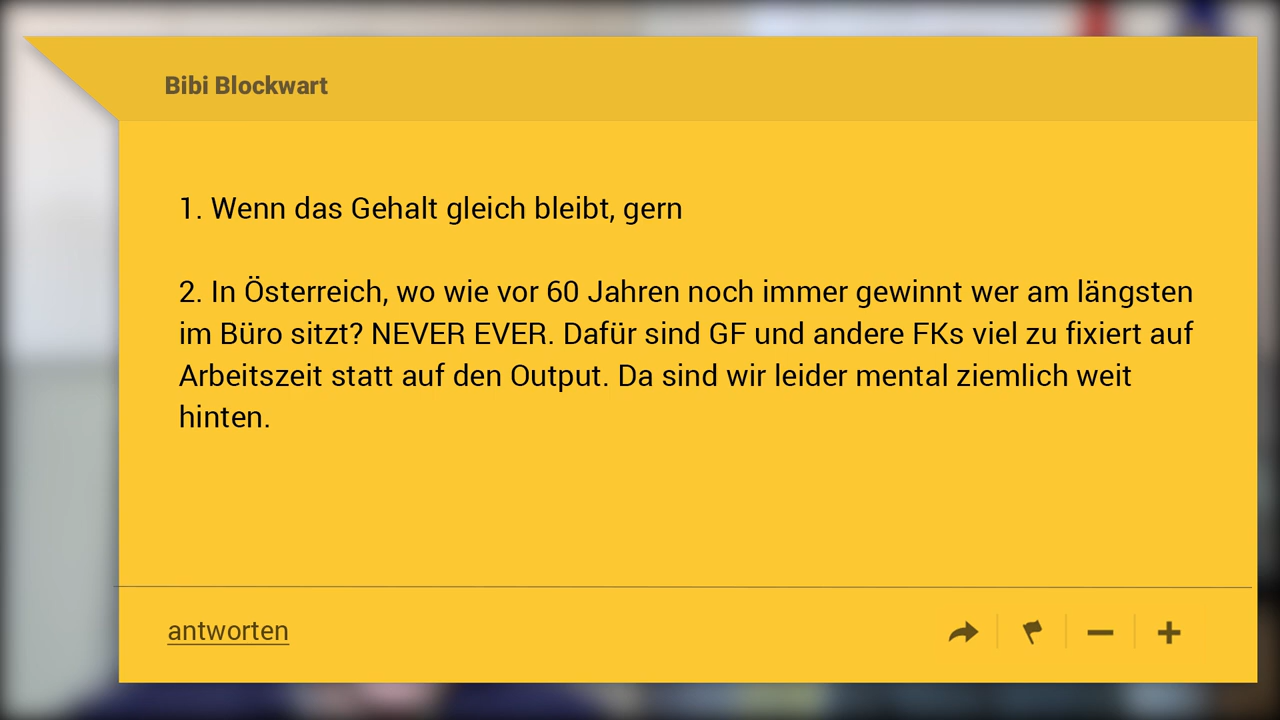 Bibi Blockwart
1. Wenn das Gehalt gleich bleibt, gern
2. In Österreich, wo wie vor 60 Jahren noch immer gewinnt wer am längsten
im Büro sitzt? NEVER EVER. Dafür sind GF und andere FKs viel zu fixiert auf
Arbeitszeit statt auf den Output. Da sind wir leider mental ziemlich weit
hinten.
antworten